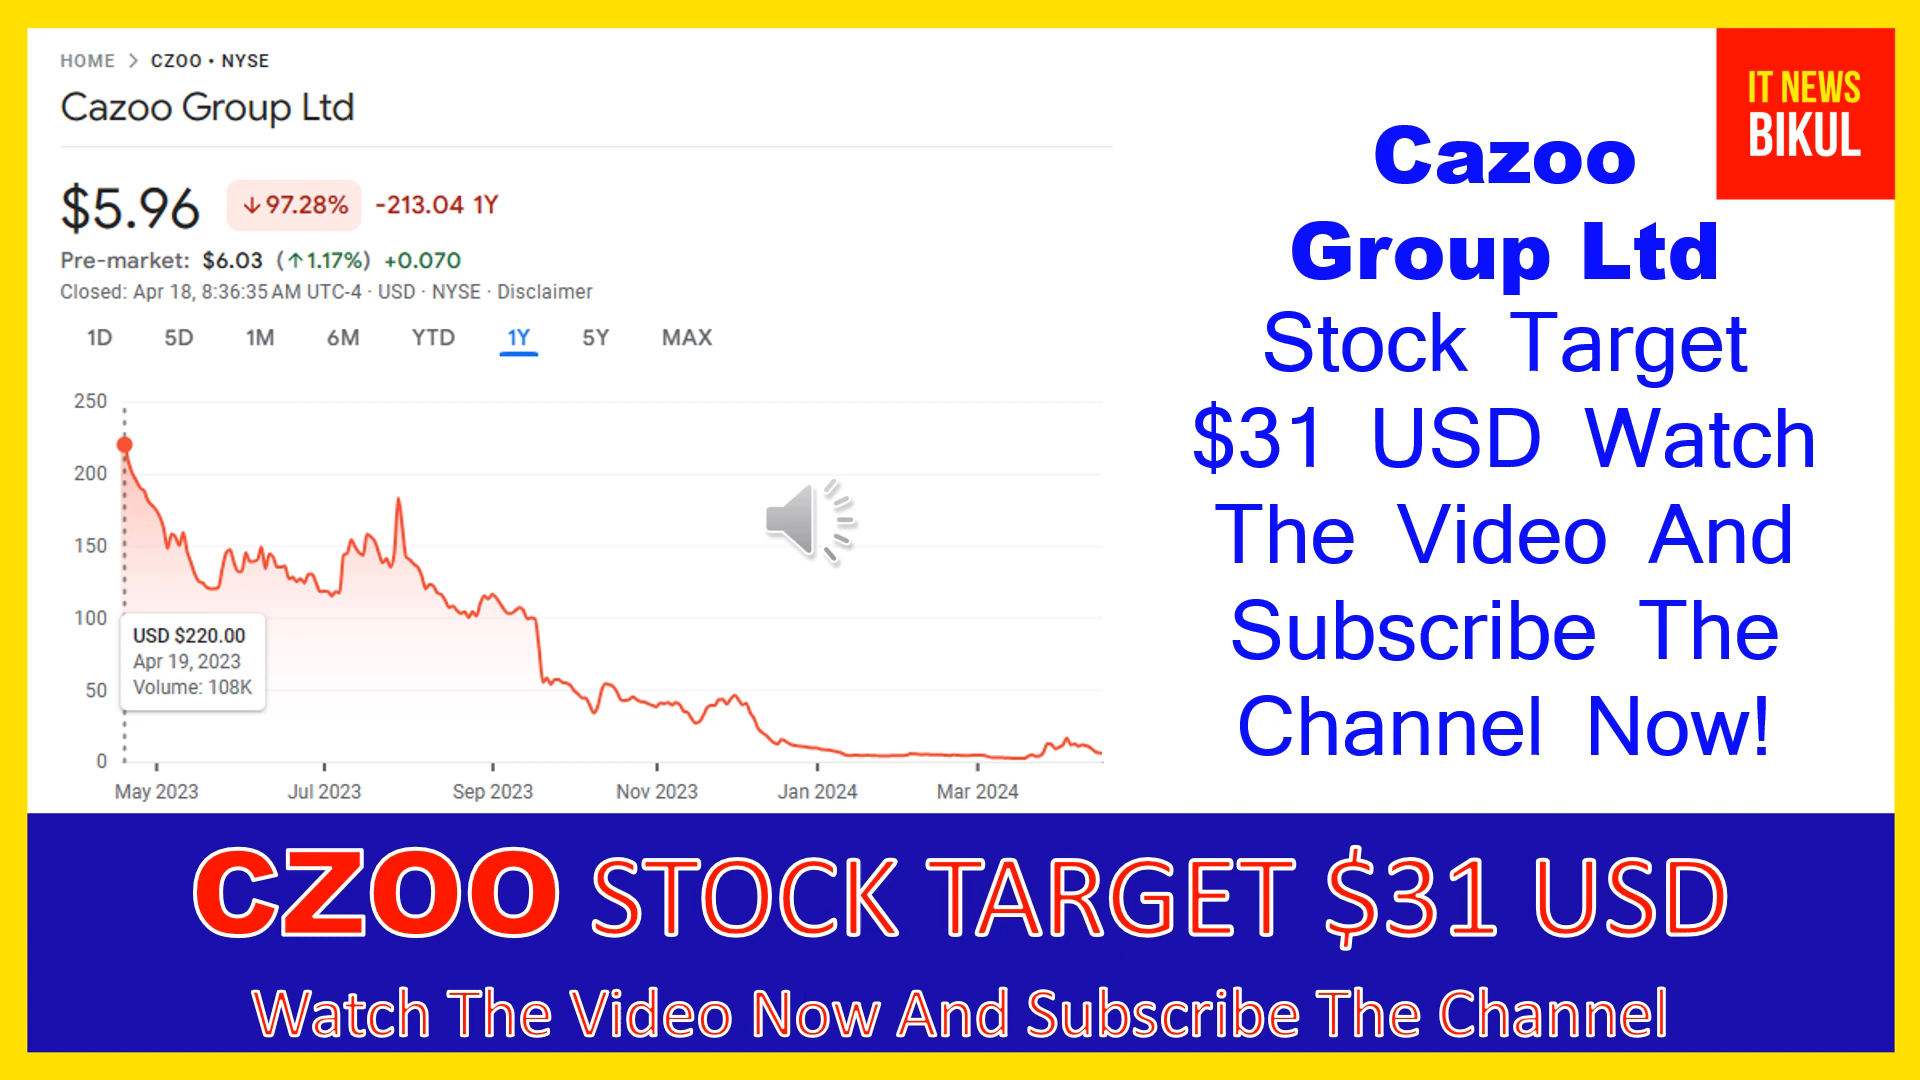 HOME > CZOO • NYSE
Cazoo Group Ltd
$5.96 ↓97.28% -213.04 1Y
Pre-market: $6.03 (↑1.17%) +0.070
Closed: Apr 18, 8:36:35 AM UTC-4 · USD · NYSE · Disclaimer
1D 5D 1M 6M YTD 1Y 5Y MAX
250
200
150
100
50
0
USD $220.00
Apr 19, 2023
Volume: 108K
May 2023 Jul 2023 Sep 2023 Nov 2023 Jan 2024 Mar 2024
IT NEWS
BIKUL
Cazoo
Group Ltd
Stock Target
$31 USD Watch
The Video And
Subscribe The
Channel Now!
CZOO STOCK TARGET $31 USD
Watch The Video Now And Subscribe The Channel